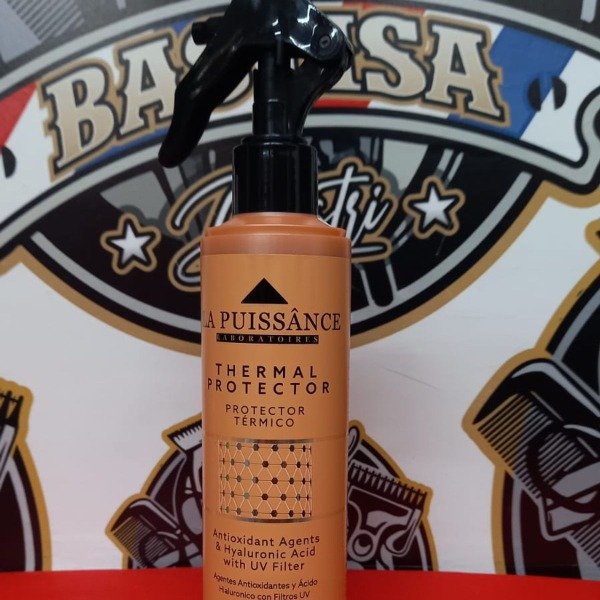 LA PUISSÂNCE
LABORATOIRES
THERMAL
PROTECTOR
PROTECTOR
TÉRMICO
Antioxidant Agents
& Hyaluronic Acid
with UV Filter
Agentes Antioxidantes y Ácido
Hialuronico con Filtros UV